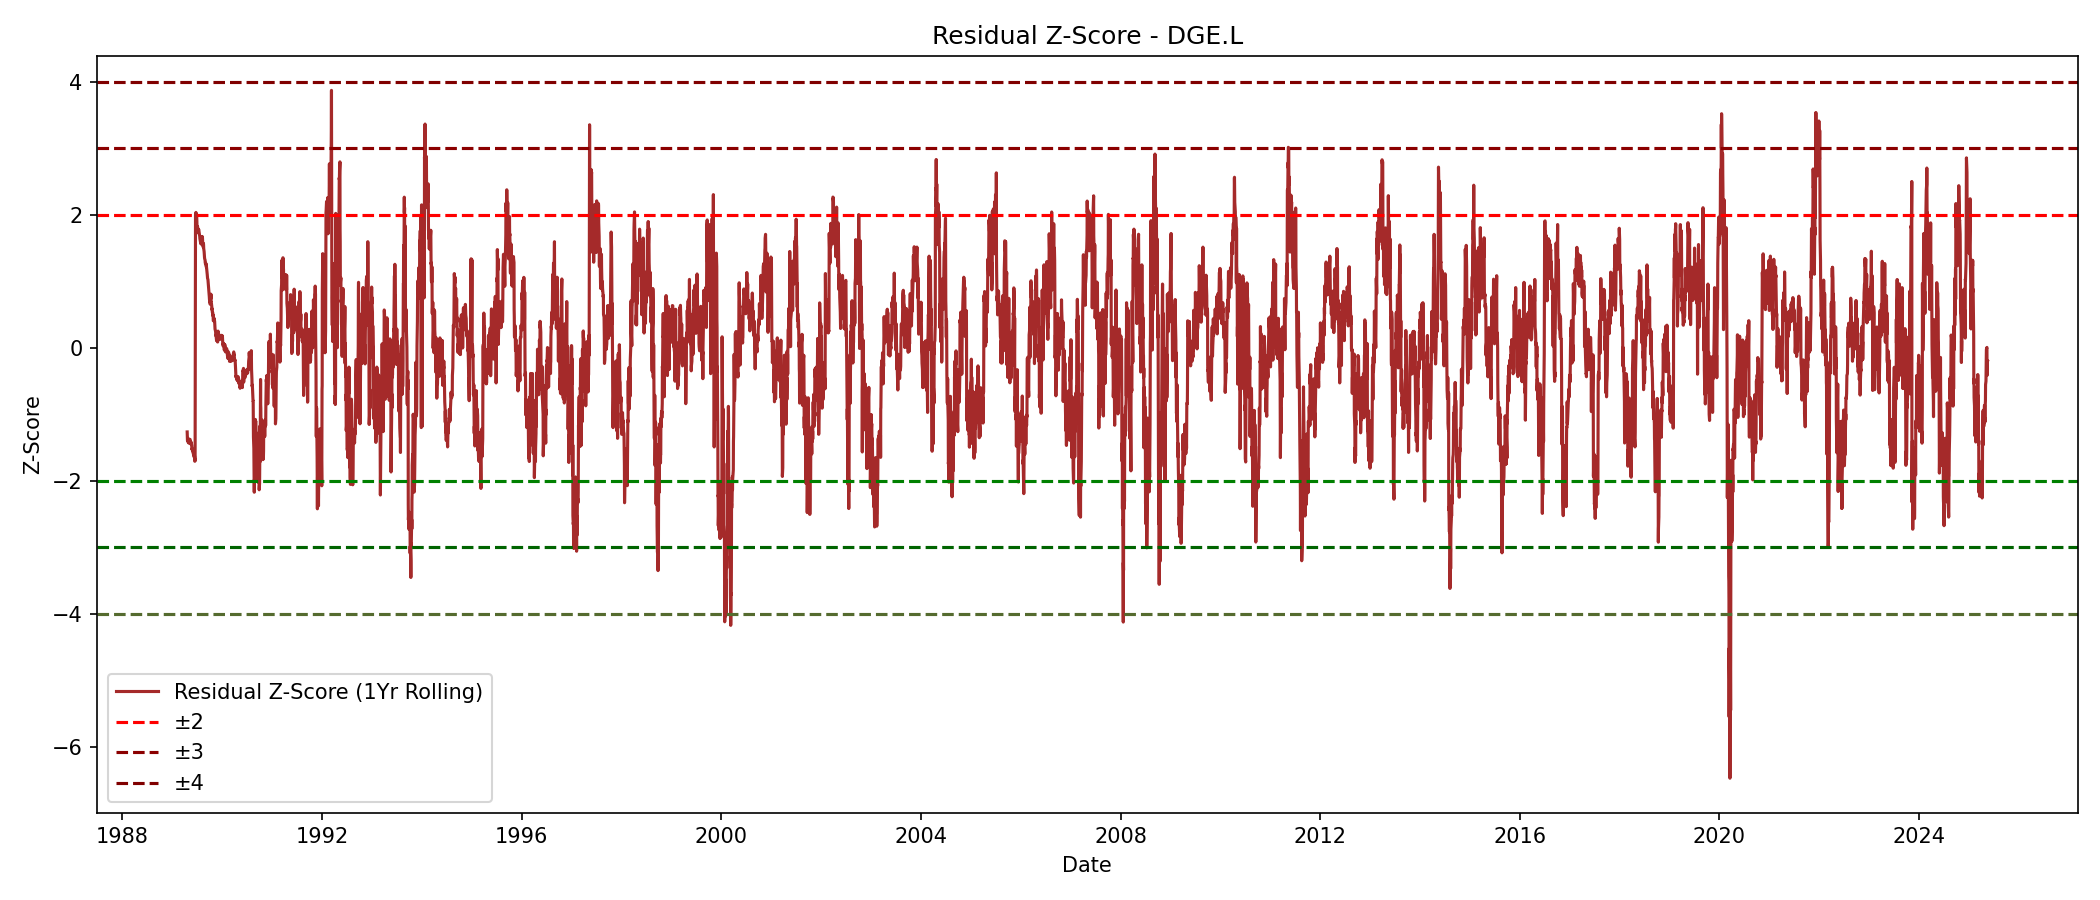 Residual Z-Score - DGE.L
4
2
0
−2
−4
−6
Z-Score
Residual Z-Score (1Yr Rolling)
±2
±3
±4
1988 1992 1996 2000 2004 2008 2012 2016 2020 2024
Date